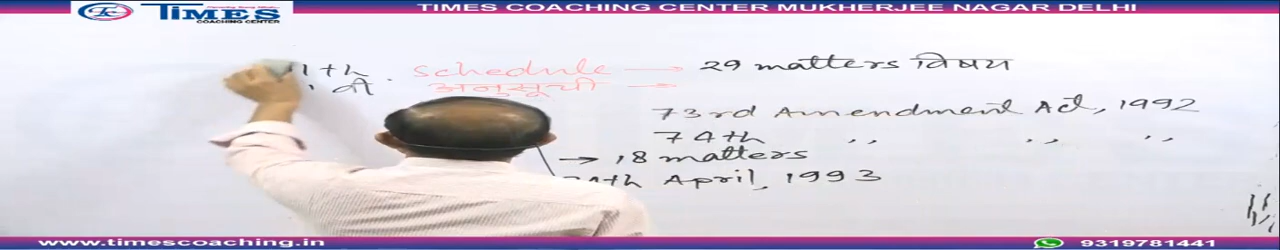 TIMES
COACHING CENTER
TIMES COACHING CENTER MUKHERJEE NAGAR DELHI
1th schedule → 29 matters विषय
वी. अनुसूची →
73rd Amendment Act, 1992
74th ,, ,, ,,
→ 18 matters
April, 1993
www.timescoaching.in
9319781441